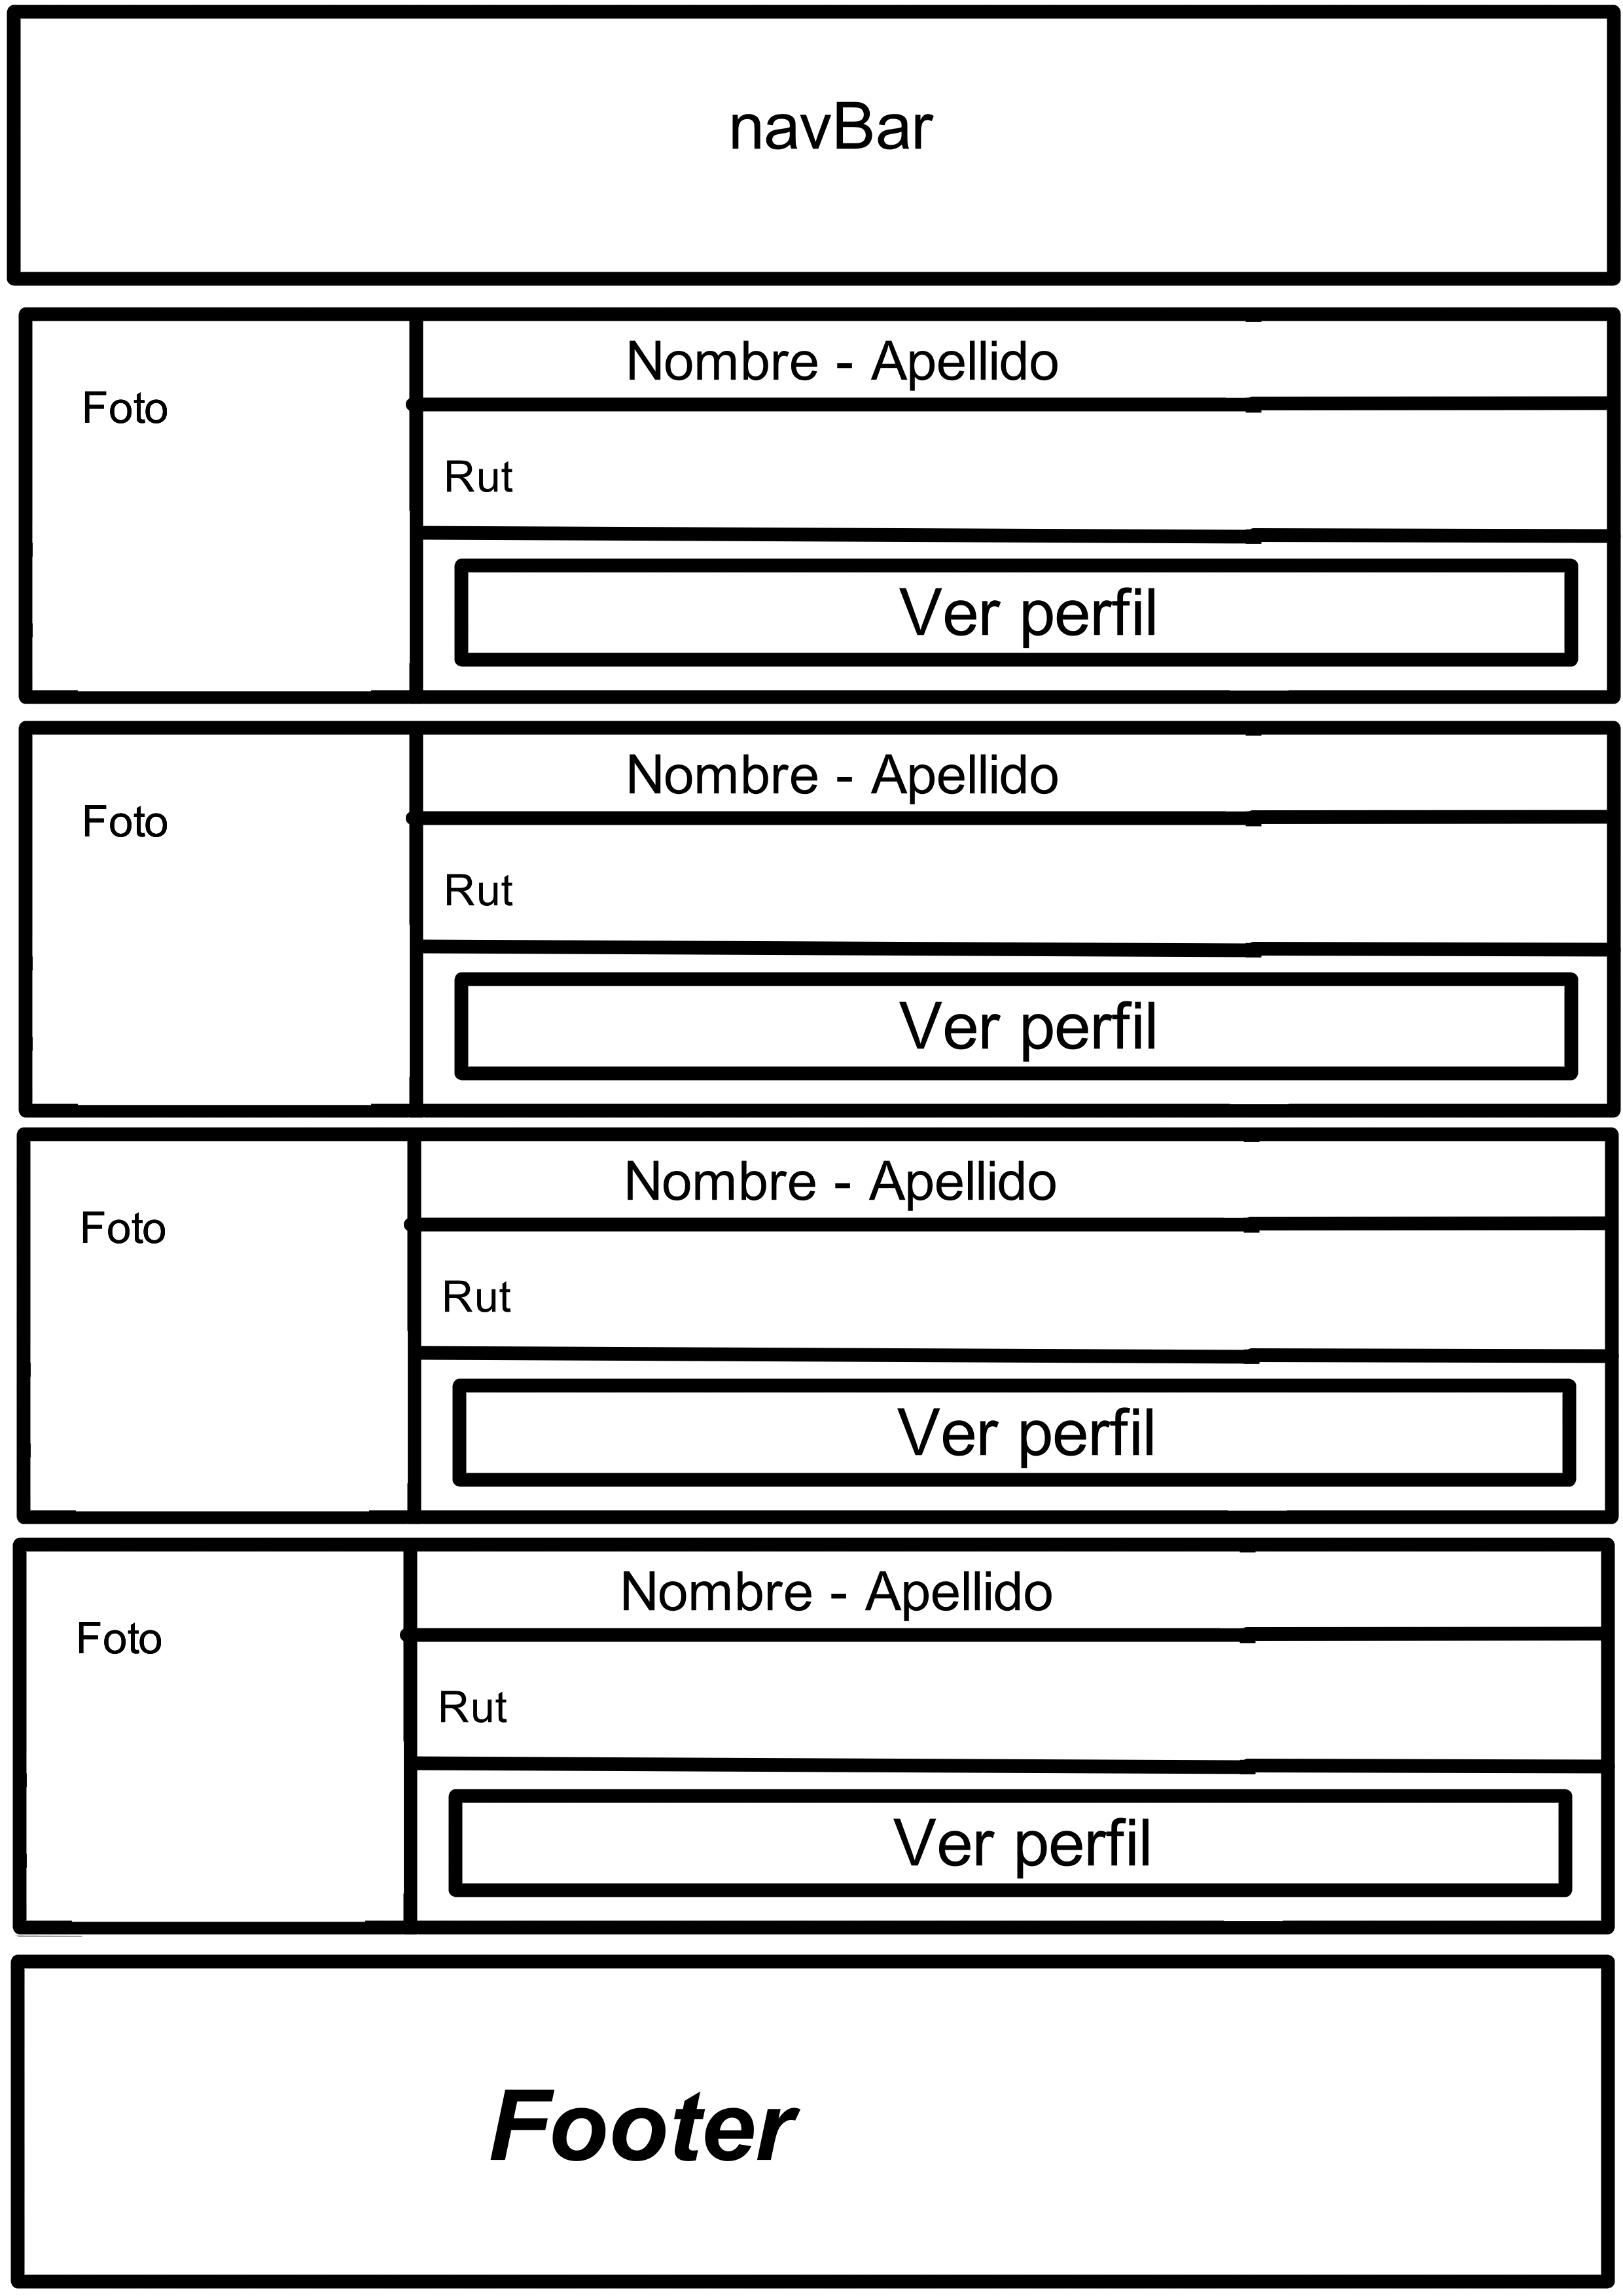 navBar
Nombre - Apellido
Foto
Rut
Ver perfil
Nombre - Apellido
Foto
Rut
Ver perfil
Nombre - Apellido
Foto
Rut
Ver perfil
Nombre - Apellido
Foto
Rut
Ver perfil
Footer